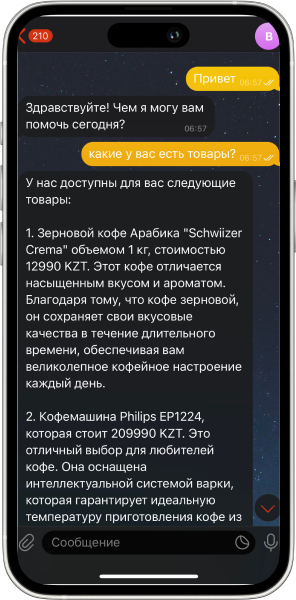 210
B
Привет 06:57
Здравствуйте! Чем я могу вам
помочь сегодня?
06:57
какие у вас есть товары? 06:57
У нас доступны для вас следующие
товары:
1. Зерновой кофе Арабика "Schwiizer
Crema" объемом 1 кг, стоимостью
12990 KZT. Этот кофе отличается
насыщенным вкусом и ароматом.
Благодаря тому, что кофе зерновой,
он сохраняет свои вкусовые
качества в течение длительного
времени, обеспечивая вам
великолепное кофейное настроение
каждый день.
2. Кофемашина Philips EP1224,
которая стоит 209990 KZT. Это
отличный выбор для любителей
кофе. Она оснащена
интеллектуальной системой варки,
которая гарантирует идеальную
температуру приготовления кофе из
Сообщение